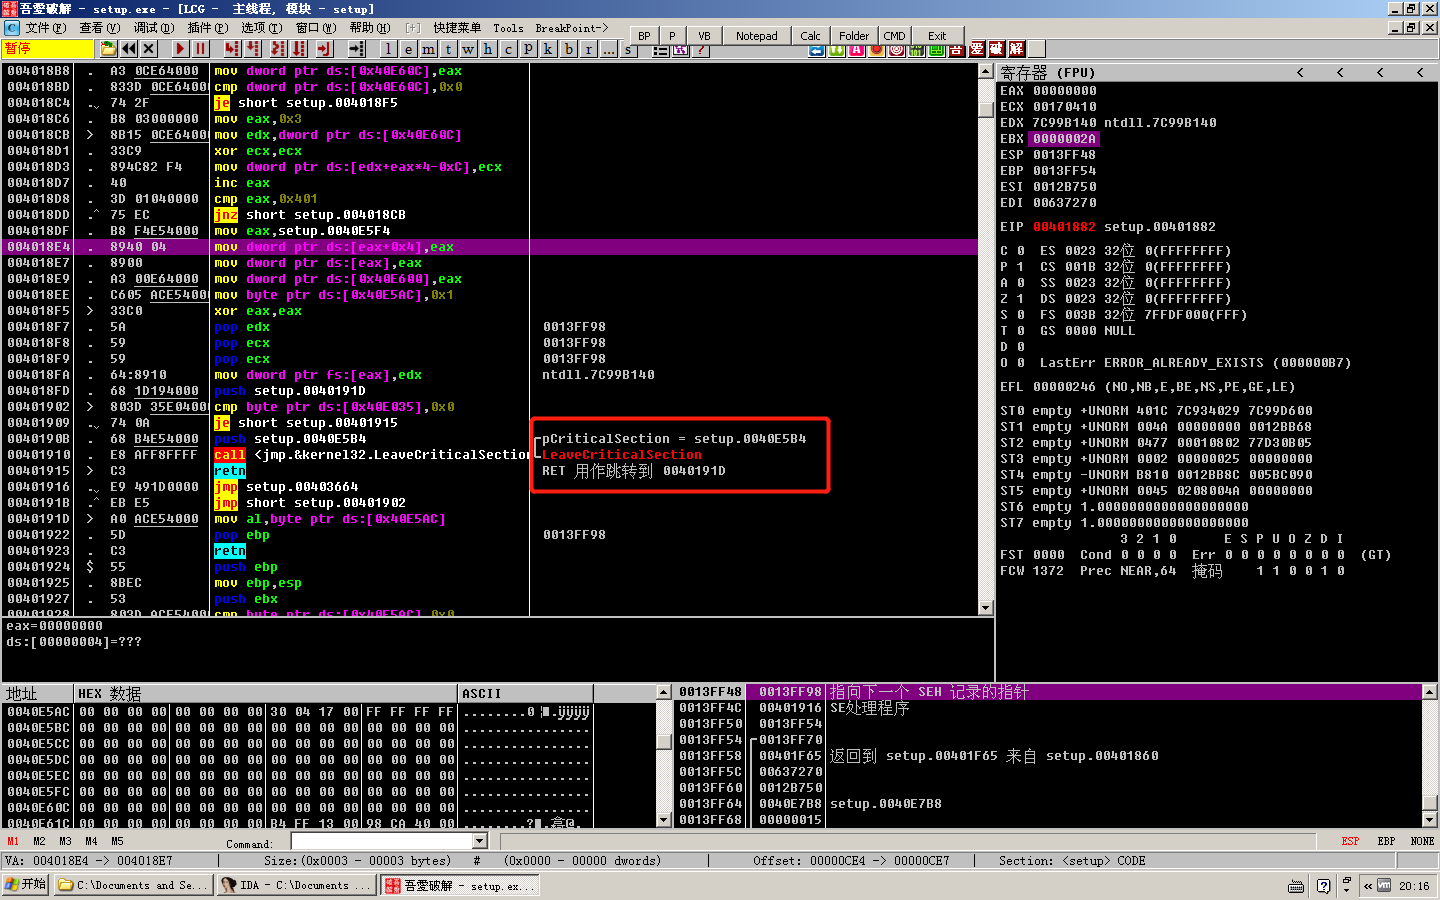 吾愛破解 - setup.exe - [LCG - 主线程, 模块 - setup]
文件(F) 查看(V) 调试(D) 插件(P) 选项(T) 窗口(W) 帮助(H) [+] 快捷菜单 Tools BreakPoint->
BP P VB Notepad Calc Folder CMD Exit
暂停 l e m t w h c p k b r ... s
吾 爱 破 解
004018B8 . A3 0CE64000 mov dword ptr ds:[0x40E60C],eax
004018BD . 833D 0CE64000 cmp dword ptr ds:[0x40E60C],0x0
004018C4 . 74 2F je short setup.004018F5
004018C6 . B8 03000000 mov eax,0x3
004018CB > 8B15 0CE64000 mov edx,dword ptr ds:[0x40E60C]
004018D1 . 33C9 xor ecx,ecx
004018D3 . 894C82 F4 mov dword ptr ds:[edx+eax*4-0xC],ecx
004018D7 . 40 inc eax
004018D8 . 3D 01040000 cmp eax,0x401
004018DD .^ 75 EC jnz short setup.004018CB
004018DF . B8 F4E54000 mov eax,setup.0040E5F4
004018E4 . 8940 04 mov dword ptr ds:[eax+0x4],eax
004018E7 . 8900 mov dword ptr ds:[eax],eax
004018E9 . A3 00E64000 mov dword ptr ds:[0x40E600],eax
004018EE . C605 ACE5400 mov byte ptr ds:[0x40E5AC],0x1
004018F5 > 33C0 xor eax,eax
004018F7 . 5A pop edx 0013FF98
004018F8 . 59 pop ecx 0013FF98
004018F9 . 59 pop ecx 0013FF98
004018FA . 64:8910 mov dword ptr fs:[eax],edx ntdll.7C99B140
004018FD . 68 1D194000 push setup.0040191D
00401902 > 803D 35E0400 cmp byte ptr ds:[0x40E035],0x0
00401909 . 74 0A je short setup.00401915
0040190B . 68 B4E54000 push setup.0040E5B4 pCriticalSection = setup.0040E5B4
00401910 . E8 AFF8FFFF call <jmp.&kernel32.LeaveCriticalSection LeaveCriticalSection
00401915 > C3 retn RET 用作跳转到 0040191D
00401916 . E9 491D0000 jmp setup.00403664
0040191B .^ EB E5 jmp short setup.00401902
0040191D > A0 ACE54000 mov al,byte ptr ds:[0x40E5AC]
00401922 . 5D pop ebp 0013FF98
00401923 . C3 retn
00401924 $ 55 push ebp
00401925 . 8BEC mov ebp,esp
00401927 . 53 push ebx
00401928 . 803D ACE5400 cmp byte ptr ds:[0x40E5AC],0x0
eax=00000000
ds:[00000004]=???
寄存器 (FPU) < < < <
EAX 00000000
ECX 00170410
EDX 7C99B140 ntdll.7C99B140
EBX 0000002A
ESP 0013FF48
EBP 0013FF54
ESI 0012B750
EDI 00637270
EIP 00401882 setup.00401882
C 0 ES 0023 32位 0(FFFFFFFF)
P 1 CS 001B 32位 0(FFFFFFFF)
A 0 SS 0023 32位 0(FFFFFFFF)
Z 1 DS 0023 32位 0(FFFFFFFF)
S 0 FS 003B 32位 7FFDF000(FFF)
T 0 GS 0000 NULL
D 0
O 0 LastErr ERROR_ALREADY_EXISTS (000000B7)
EFL 00000246 (NO,NB,E,BE,NS,PE,GE,LE)
ST0 empty +UNORM 401C 7C934029 7C99D600
ST1 empty +UNORM 004A 00000000 0012BB68
ST2 empty +UNORM 0477 00010802 77D30B05
ST3 empty +UNORM 0002 00000025 00000000
ST4 empty -UNORM B810 0012BB8C 005BC090
ST5 empty +UNORM 0045 0208004A 00000000
ST6 empty 1.0000000000000000000
ST7 empty 1.0000000000000000000
3 2 1 0 E S P U O Z D I
FST 0000 Cond 0 0 0 0 Err 0 0 0 0 0 0 0 0 (GT)
FCW 1372 Prec NEAR,64 掩码 1 1 0 0 1 0
地址 HEX 数据 ASCII
0040E5AC 00 00 00 00 00 00 00 00 30 04 17 00 FF FF FF FF ........0
0040E5BC 00 00 00 00 00 00 00 00 00 00 00 00 00 00 00 00 ................
0040E5CC 00 00 00 00 00 00 00 00 00 00 00 00 00 00 00 00 ................
0040E5DC 00 00 00 00 00 00 00 00 00 00 00 00 00 00 00 00 ................
0040E5EC 00 00 00 00 00 00 00 00 00 00 00 00 00 00 00 00 ................
0040E5FC 00 00 00 00 00 00 00 00 00 00 00 00 00 00 00 00 ................
0040E60C 00 00 00 00 00 00 00 00 00 00 00 00 00 00 00 00 ................
0040E61C 00 00 00 00 00 00 00 00 B4 FF 13 00 98 CA 40 00
0013FF48 0013FF98 指向下一个 SEH 记录的指针
0013FF4C 00401916 SE处理程序
0013FF50 0013FF54
0013FF54 0013FF70
0013FF58 00401F65 返回到 setup.00401F65 来自 setup.00401860
0013FF5C 00637270
0013FF60 0012B750
0013FF64 0040E7B8 setup.0040E7B8
0013FF68 00000015
M1 M2 M3 M4 M5 Command: ESP EBP NONE
VA: 004018E4 -> 004018E7 Size:(0x0003 - 00003 bytes) # (0x0000 - 00000 dwords) Offset: 00000CE4 -> 00000CE7 Section: <setup> CODE
开始 C:\Documents and Se... IDA - C:\Documents ... 吾愛破解 - setup.ex... « 20:16